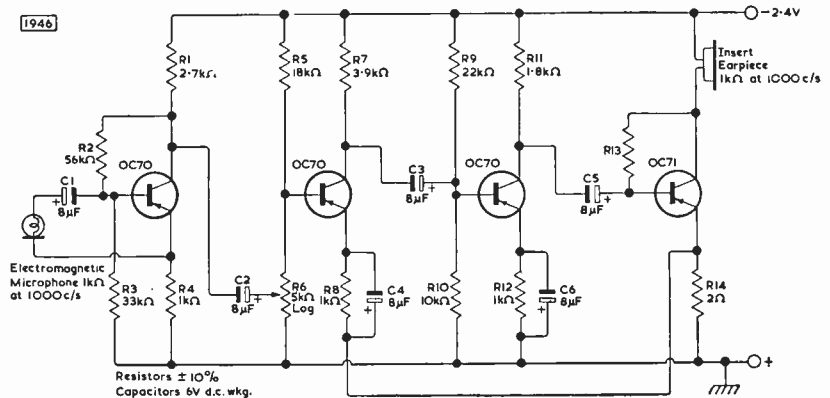 1946
−2·4V
R1
2·7kΩ
R5
18kΩ
R7
3·9kΩ
R9
22kΩ
R11
1·8kΩ
Insert
Earpiece
1kΩ at 1000c/s
R2
56kΩ
OC70
OC70
C3
8µF
+
OC70
C5
8µF
+
R13
OC71
C1
+
8µF
Electromagnetic
Microphone 1kΩ
at 1000c/s
R3
33kΩ
R4
1kΩ
C2
8µF
+
R6
5kΩ
Log
R8
1kΩ
C4
8µF
+
R10
10kΩ
R12
1kΩ
C6
8µF
+
R14
2Ω
+
Resistors ±10%
Capacitors 6V d.c. wkg.